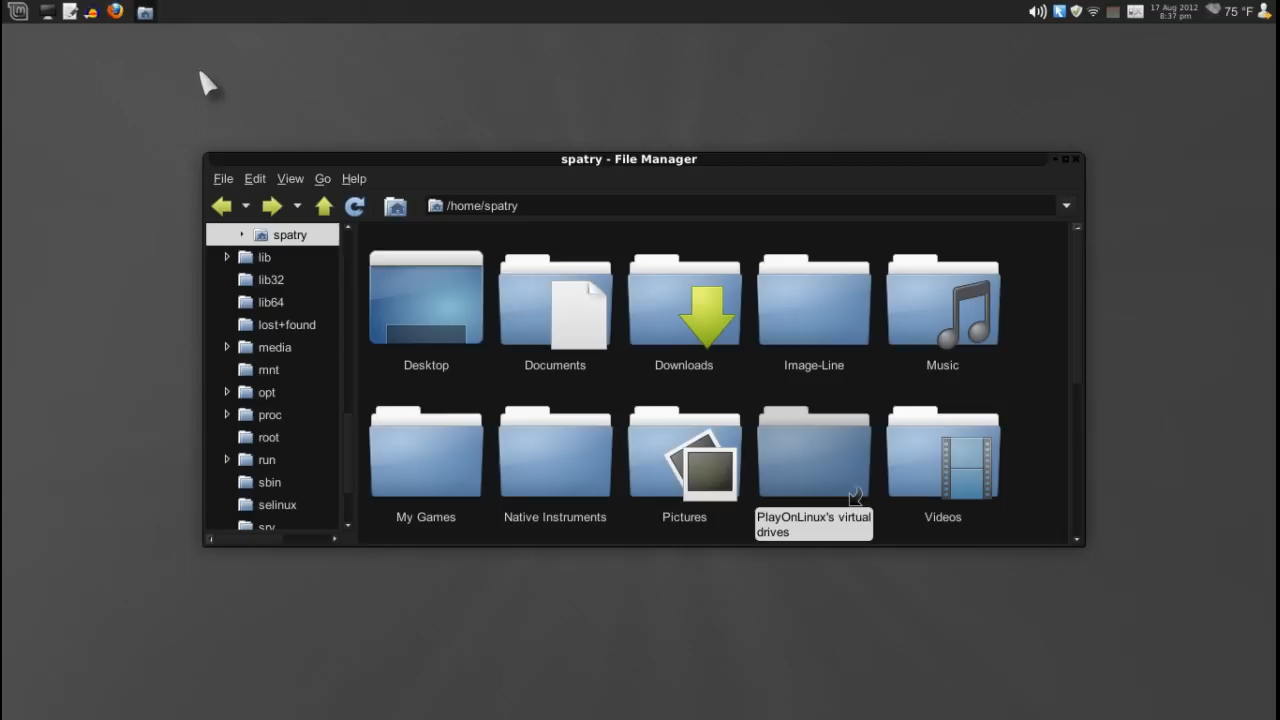 17 Aug 2012
8:37 pm
75 °F
spatry - File Manager
File Edit View Go Help
/home/spatry
spatry
lib
lib32
lib64
lost+found
media
mnt
opt
proc
root
run
sbin
selinux
srv
Desktop
Documents
Downloads
Image-Line
Music
My Games
Native Instruments
Pictures
PlayOnLinux's virtual
drives
Videos